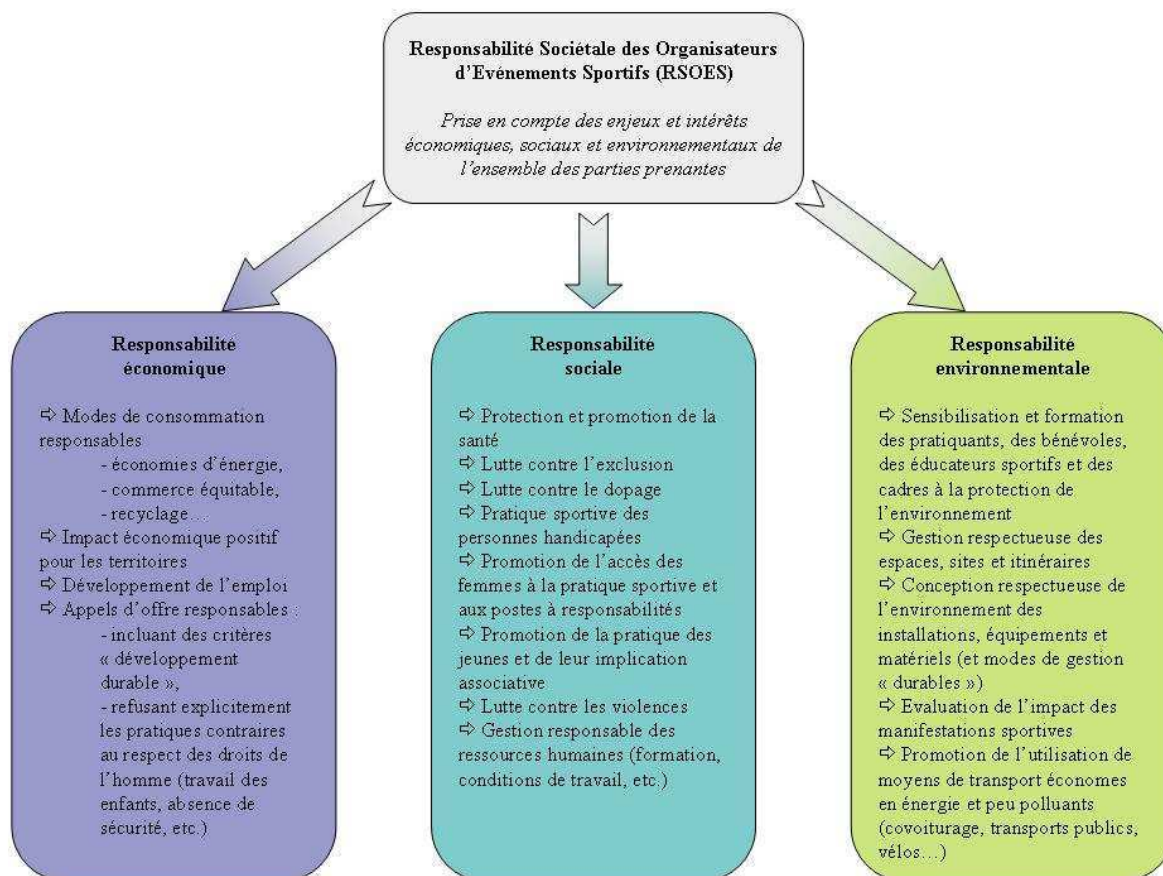 Responsabilité Sociétale des Organisateurs
d'Evénements Sportifs (RSOES)
Prise en compte des enjeux et intérêts
économiques, sociaux et environnementaux de
l'ensemble des parties prenantes
Responsabilité
économique
⇨ Modes de consommation
responsables
- économies d'énergie,
- commerce équitable,
- recyclage…
⇨ Impact économique positif
pour les territoires
⇨ Développement de l'emploi
⇨ Appels d'offre responsables :
- incluant des critères
« développement
durable »,
- refusant explicitement
les pratiques contraires
au respect des droits de
l'homme (travail des
enfants, absence de
sécurité, etc.)
Responsabilité
sociale
⇨ Protection et promotion de la
santé
⇨ Lutte contre l'exclusion
⇨ Lutte contre le dopage
⇨ Pratique sportive des
personnes handicapées
⇨ Promotion de l'accès des
femmes à la pratique sportive et
aux postes à responsabilités
⇨ Promotion de la pratique des
jeunes et de leur implication
associative
⇨ Lutte contre les violences
⇨ Gestion responsable des
ressources humaines (formation,
conditions de travail, etc.)
Responsabilité
environnementale
⇨ Sensibilisation et formation
des pratiquants, des bénévoles,
des éducateurs sportifs et des
cadres à la protection de
l'environnement
⇨ Gestion respectueuse des
espaces, sites et itinéraires
⇨ Conception respectueuse de
l'environnement des
installations, équipements et
matériels (et modes de gestion
« durables »)
⇨ Evaluation de l'impact des
manifestations sportives
⇨ Promotion de l'utilisation de
moyens de transport économes
en énergie et peu polluants
(covoiturage, transports publics,
vélos…)